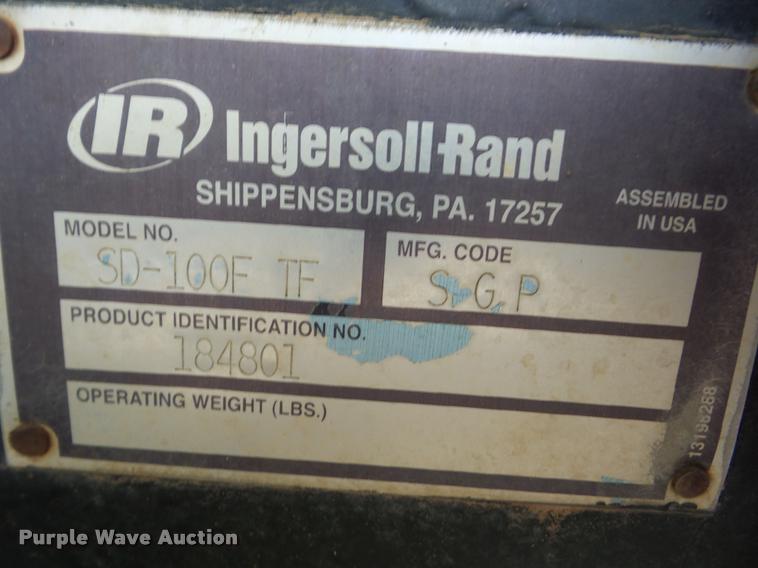 IR Ingersoll-Rand
SHIPPENSBURG, PA. 17257
ASSEMBLED
IN USA
MODEL NO.
SD-100F TF
MFG. CODE
S.G.P
PRODUCT IDENTIFICATION NO.
184801
OPERATING WEIGHT (LBS.)
13196268
Purple Wave Auction